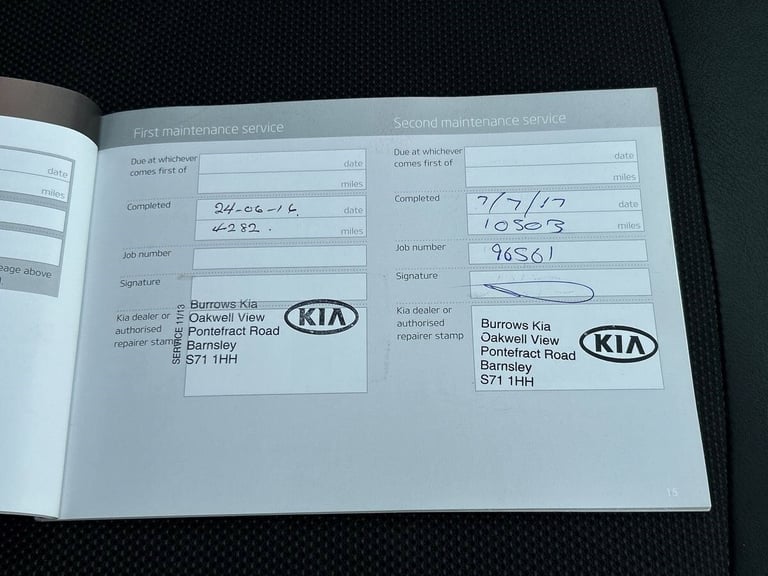 date
miles
eage above
First maintenance service
Due at whichever
comes first of
date
miles
Completed
24-06-16
date
4282.
miles
Job number
Signature
Kia dealer or
authorised
repairer stamp
SERVICE 11/13
Burrows Kia
Oakwell View
Pontefract Road
Barnsley
S71 1HH
KIA
Second maintenance service
Due at whichever
comes first of
date
miles
Completed
7/7/17
date
10503
miles
Job number
96561
Signature
Kia dealer or
authorised
repairer stamp
Burrows Kia
Oakwell View
Pontefract Road
Barnsley
S71 1HH
KIA
15